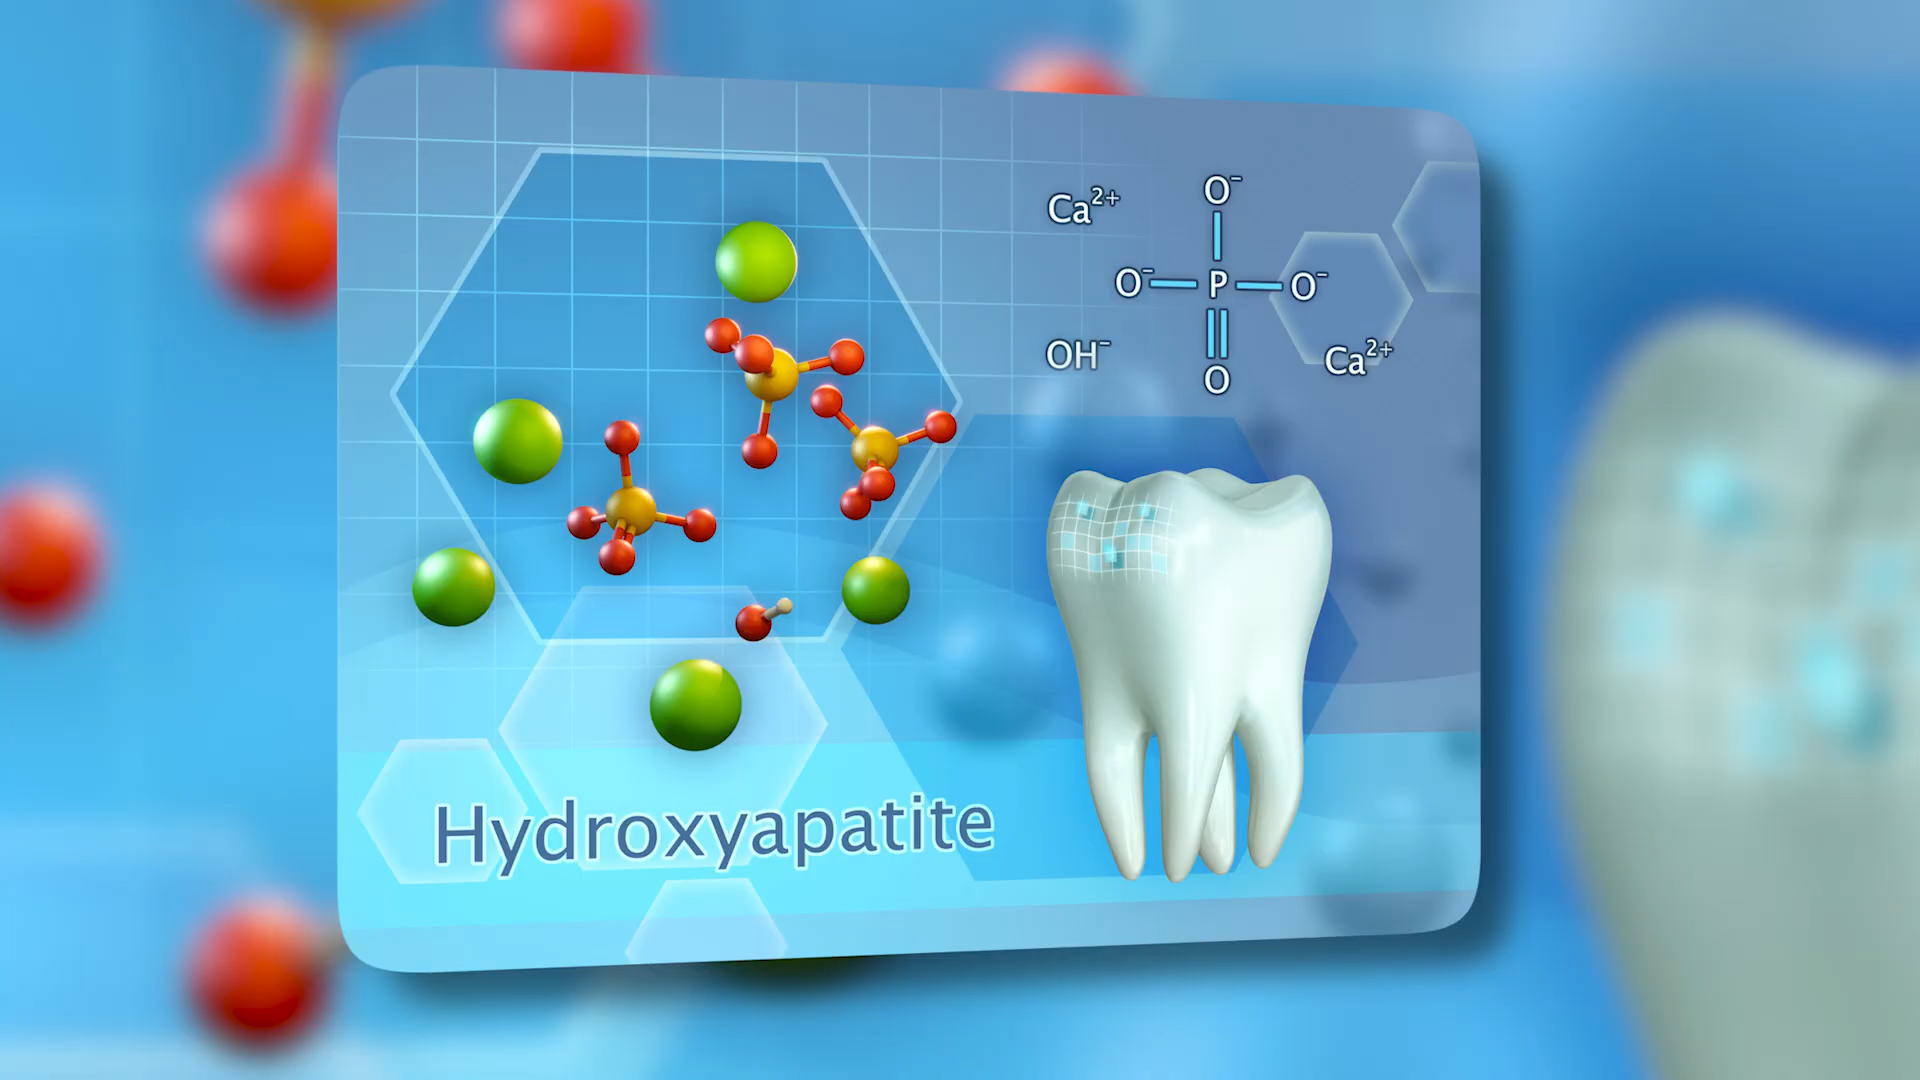 Ca²⁺
O⁻
O⁻ P O⁻
OH⁻
Ca²⁺
O
Hydroxyapatite